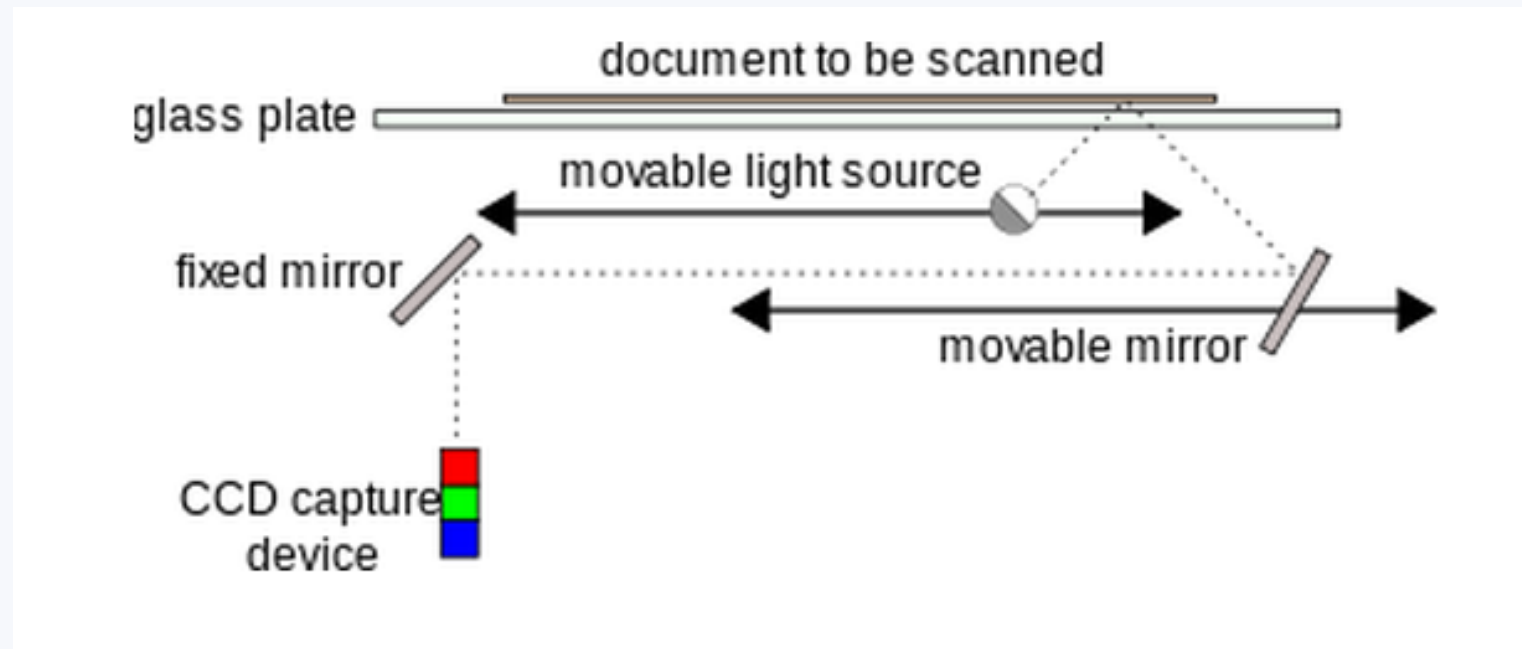 document to be scanned
glass plate
movable light source
fixed mirror
movable mirror
CCD capture
device